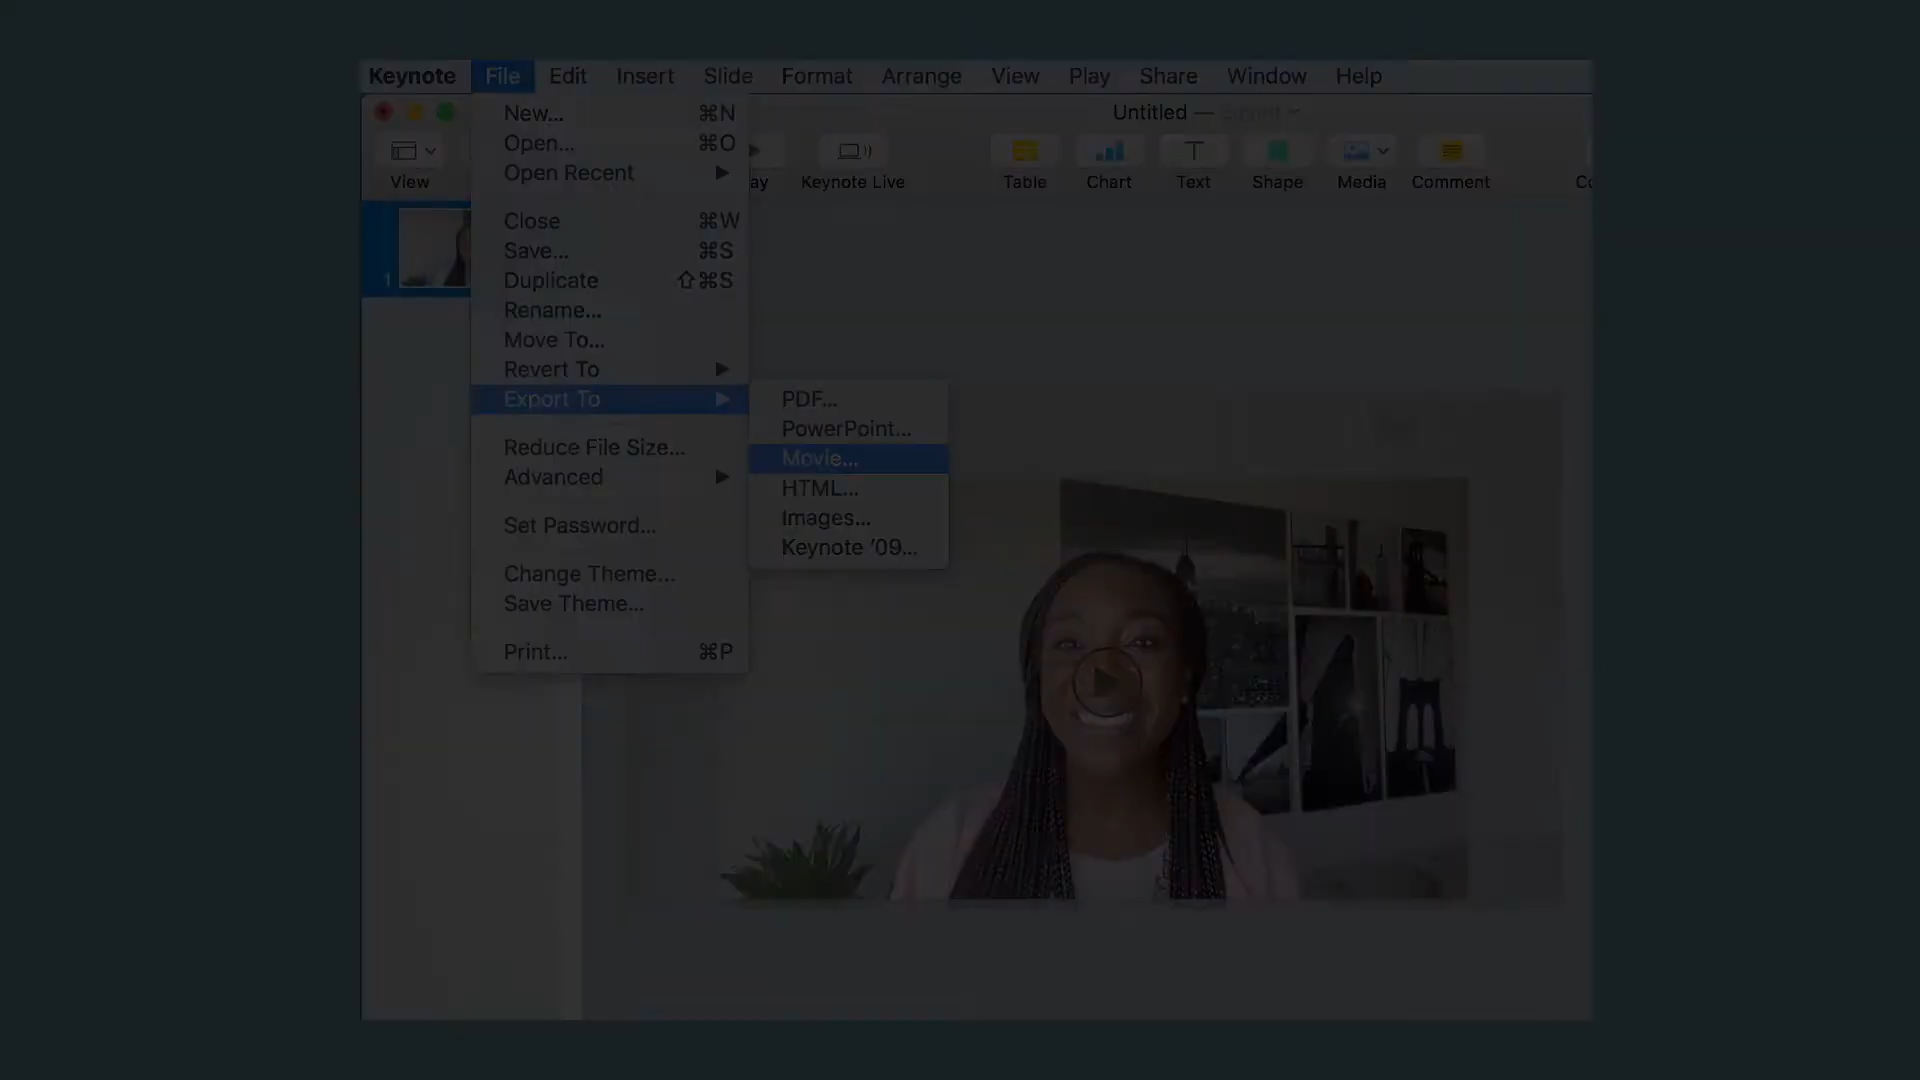 Keynote File Edit Insert Slide Format Arrange View Play Share Window Help
Untitled — Edited
View
Keynote Live
Table
Chart
Text
Shape
Media
Comment
1
New... ⌘N
Open... ⌘O
Open Recent ▶
Close ⌘W
Save... ⌘S
Duplicate ⇧⌘S
Rename...
Move To...
Revert To ▶
Export To ▶
Reduce File Size...
Advanced ▶
Set Password...
Change Theme...
Save Theme...
Print... ⌘P
PDF...
PowerPoint...
Movie...
HTML...
Images...
Keynote ’09...